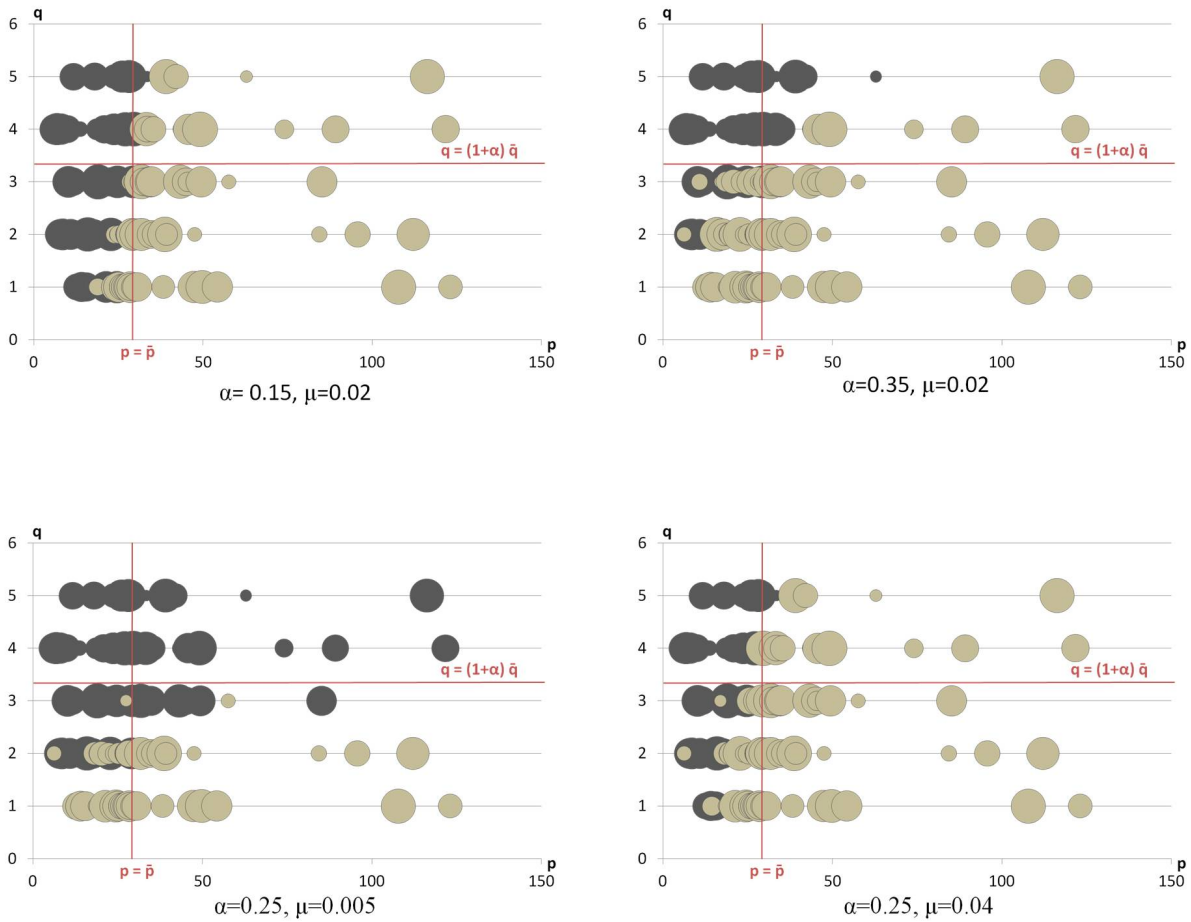 q
6
5
4
q = (1+α) q̄
3
2
1
0
0 50 100 150
p = p̄
p
α= 0.15, μ=0.02
q
6
5
4
q = (1+α) q̄
3
2
1
0
0 50 100 150
p = p̄
p
α=0.35, μ=0.02
q
6
5
4
q = (1+α) q̄
3
2
1
0
0 50 100 150
p = p̄
p
α=0.25, μ=0.005
q
6
5
4
q = (1+α) q̄
3
2
1
0
0 50 100 150
p = p̄
p
α=0.25, μ=0.04